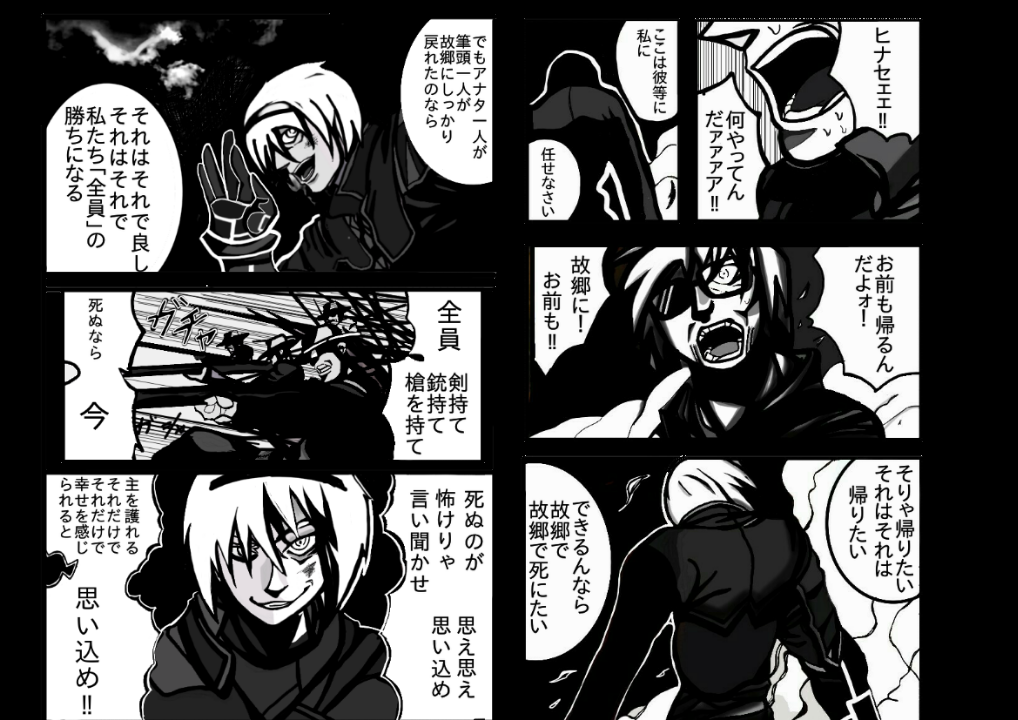 ヒナセェェ!!
何やってん
だァァァア!!
ここは彼等に
私に
任せなさい
お前も帰るん
だよォ!
故郷に!
お前も!!
そりゃ帰りたい
それはそれは
帰りたい
できるんなら
故郷で
故郷で死にたい
でもアナタ一人が
筆頭一人が
故郷にしっかり
戻れたのなら
それはそれで良し
それはそれで
私たち「全員」の
勝ちになる
全員
剣持て
銃持て
槍を持て
ガチャ
死ぬなら
今
死ぬのが
怖けりゃ
言い聞かせ
思え思え
思い込め
主を護れる
それだけで
それだけで
幸せを感じ
られると
思い込め!!